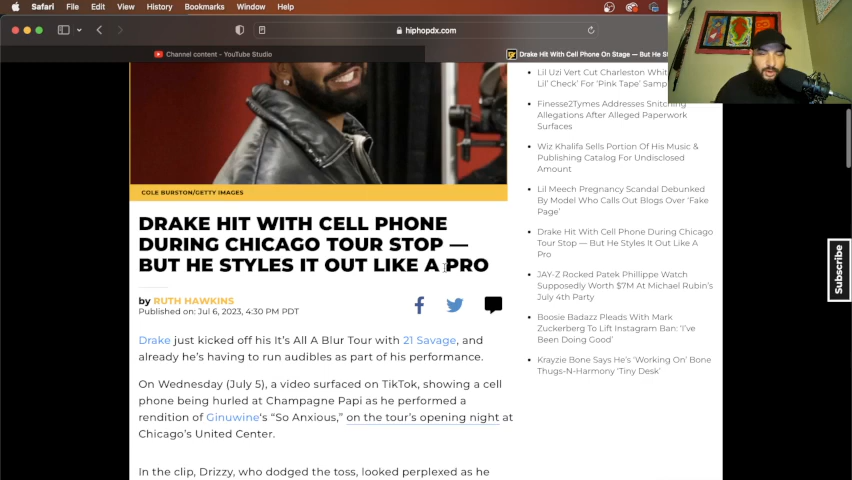 Safari File Edit View History Bookmarks Window Help
hiphopdx.com
Channel content - YouTube Studio
Drake Hit With Cell Phone On Stage — But He St
COLE BURSTON/GETTY IMAGES
DRAKE HIT WITH CELL PHONE
DURING CHICAGO TOUR STOP —
BUT HE STYLES IT OUT LIKE A PRO
by RUTH HAWKINS
Published on: Jul 6, 2023, 4:30 PM PDT
Drake just kicked off his It's All A Blur Tour with 21 Savage, and
already he's having to run audibles as part of his performance.
On Wednesday (July 5), a video surfaced on TikTok, showing a cell
phone being hurled at Champagne Papi as he performed a
rendition of Ginuwine's "So Anxious," on the tour's opening night at
Chicago's United Center.
In the clip, Drizzy, who dodged the toss, looked perplexed as he
Lil Uzi Vert Cut Charleston Whit
Lil' Check' For 'Pink Tape' Samp
Finesse2Tymes Addresses Snitching
Allegations After Alleged Paperwork
Surfaces
Wiz Khalifa Sells Portion Of His Music &
Publishing Catalog For Undisclosed
Amount
Lil Meech Pregnancy Scandal Debunked
By Model Who Calls Out Blogs Over 'Fake
Page'
Drake Hit With Cell Phone During Chicago
Tour Stop — But He Styles It Out Like A
Pro
JAY-Z Rocked Patek Phillippe Watch
Supposedly Worth $7M At Michael Rubin's
July 4th Party
Boosie Badazz Pleads With Mark
Zuckerberg To Lift Instagram Ban: 'I've
Been Doing Good'
Krayzie Bone Says He's 'Working On' Bone
Thugs-N-Harmony 'Tiny Desk'
Subscribe